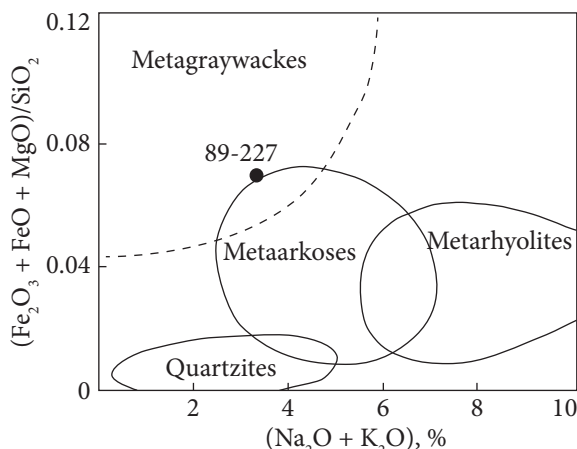 0.12
Metagraywackes
89-227
0.08
Metaarkoses
Metarhyolites
0.04
Quartzites
0
2
4
6
8
10
(Fe₂O₃ + FeO + MgO)/SiO₂
(Na₂O + K₂O), %